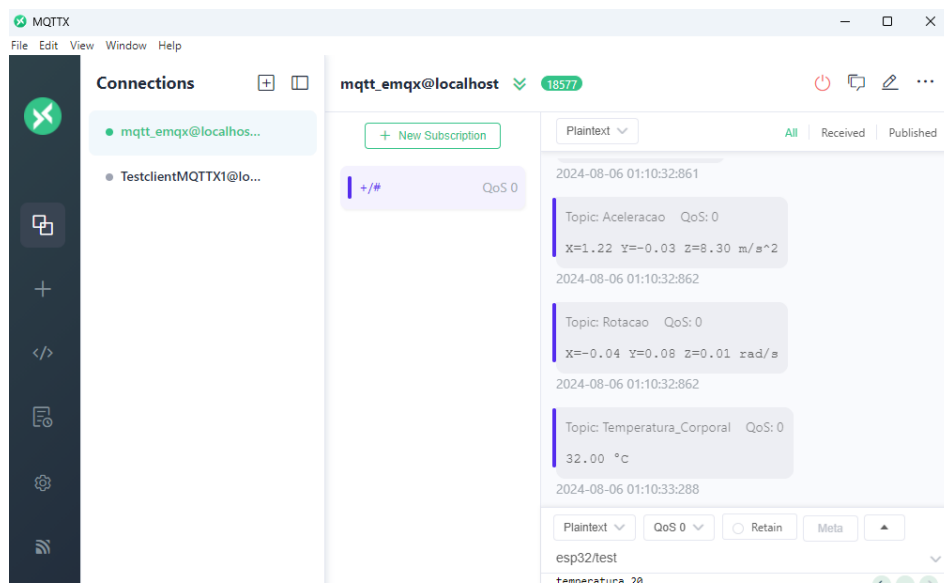 MQTTX
File Edit View Window Help
Connections
mqtt_emqx@localhos...
TestclientMQTTX1@lo...
mqtt_emqx@localhost 18577
+ New Subscription
+/# QoS 0
Plaintext All Received Published
2024-08-06 01:10:32:861
Topic: Aceleracao QoS: 0
X=1.22 Y=-0.03 Z=8.30 m/s^2
2024-08-06 01:10:32:862
Topic: Rotacao QoS: 0
X=-0.04 Y=0.08 Z=0.01 rad/s
2024-08-06 01:10:32:862
Topic: Temperatura_Corporal QoS: 0
32.00 °C
2024-08-06 01:10:33:288
Plaintext QoS 0 Retain Meta
esp32/test
temperatura 20